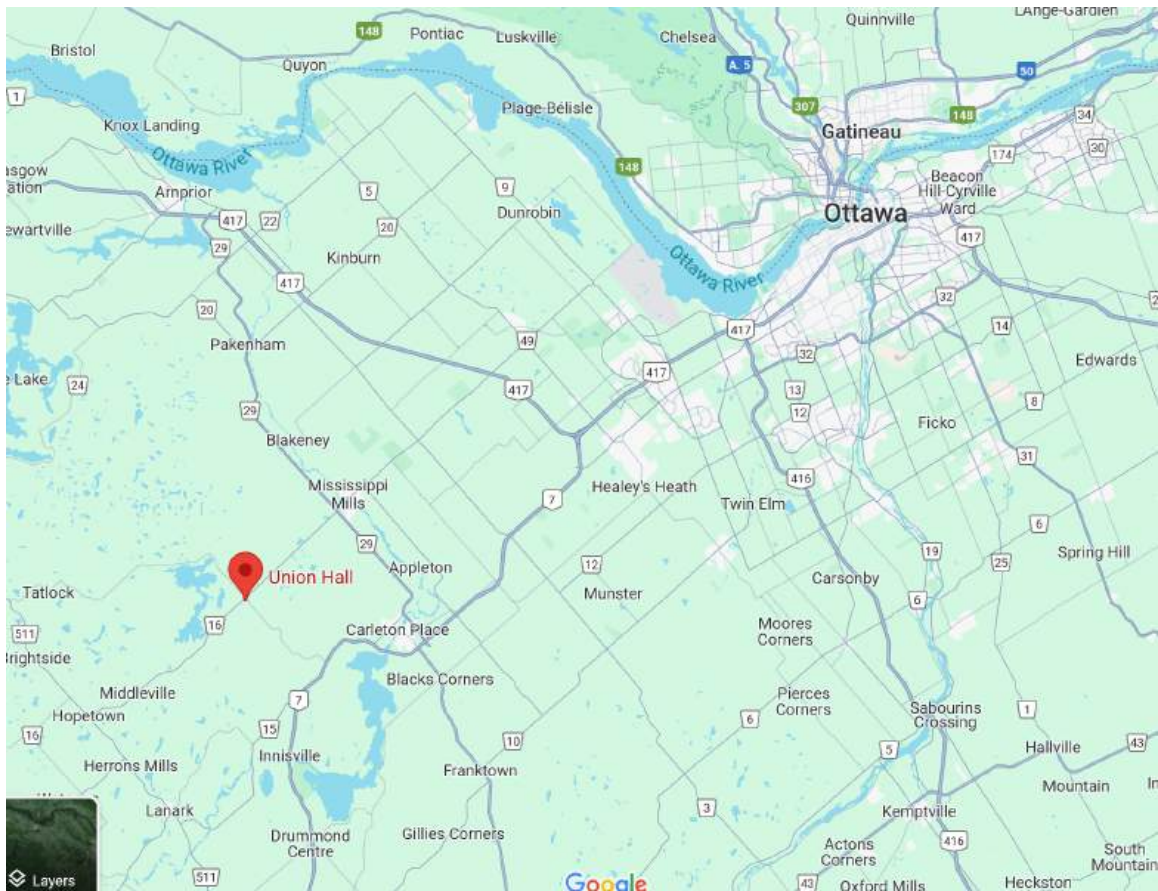 Bristol
148
Pontiac
Luskville
Chelsea
Quinnville
LAnge-Gardien
Quyon
A. 5
50
1
Plage-Bélisle
307
148
Knox Landing
Gatineau
34
Ottawa River
148
174
30
Arnprior
5
9
Beacon
Hill-Cyrville
Ward
Dunrobin
Ottawa
417
22
20
417
29
Kinburn
Ottawa River
417
32
20
417
14
Pakenham
49
32
Edwards
24
417
417
13
8
29
12
Ficko
Blakeney
31
416
Mississippi
Mills
7
Healey's Heath
Twin Elm
6
29
19
Spring Hill
Appleton
12
25
Union Hall
Carsonby
Tatlock
Munster
6
16
511
Carleton Place
Moores
Corners
Brightside
Blacks Corners
Middleville
7
Pierces
Corners
Sabourins
Crossing
1
Hopetown
15
6
16
10
5
Hallville
43
Innisville
Herrons Mills
Franktown
Mountain
3
Lanark
Kemptville
Drummond
Centre
Gillies Corners
Actons
Corners
416
South
Mountain
Layers
511
Google
43
Oxford Mills
Heckston